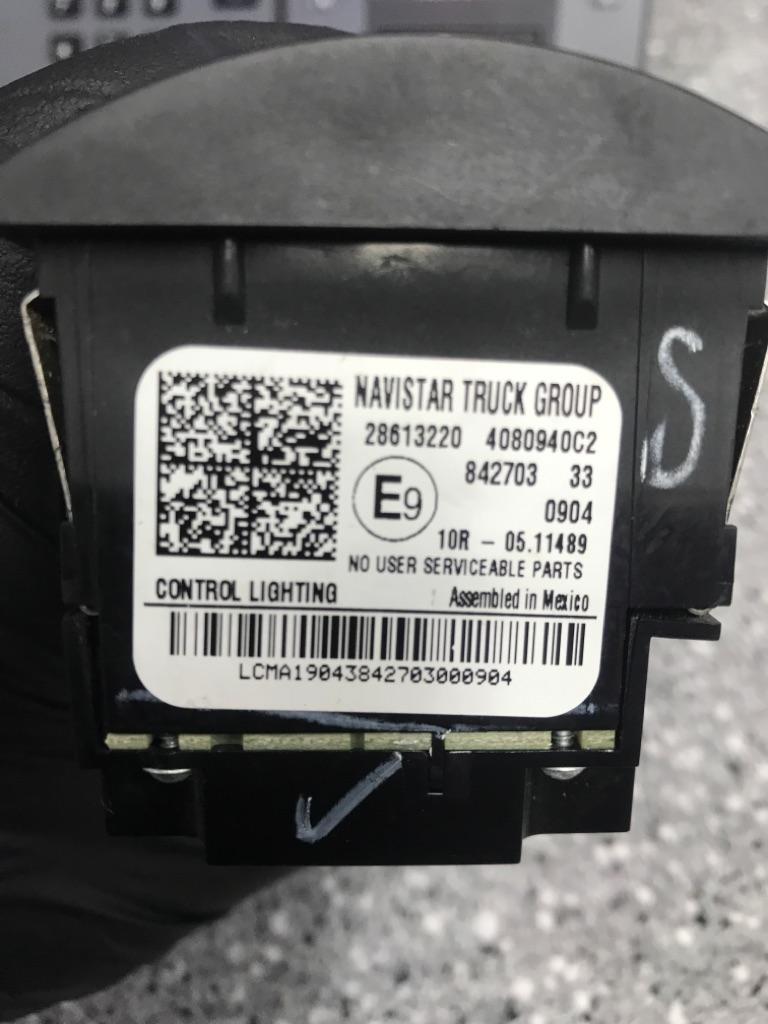 NAVISTAR TRUCK GROUP
28613220 4080940C2
842703 33
E9
0904
10R - 05.11489
NO USER SERVICEABLE PARTS
CONTROL LIGHTING Assembled in Mexico
LCMA19043842703000904
S